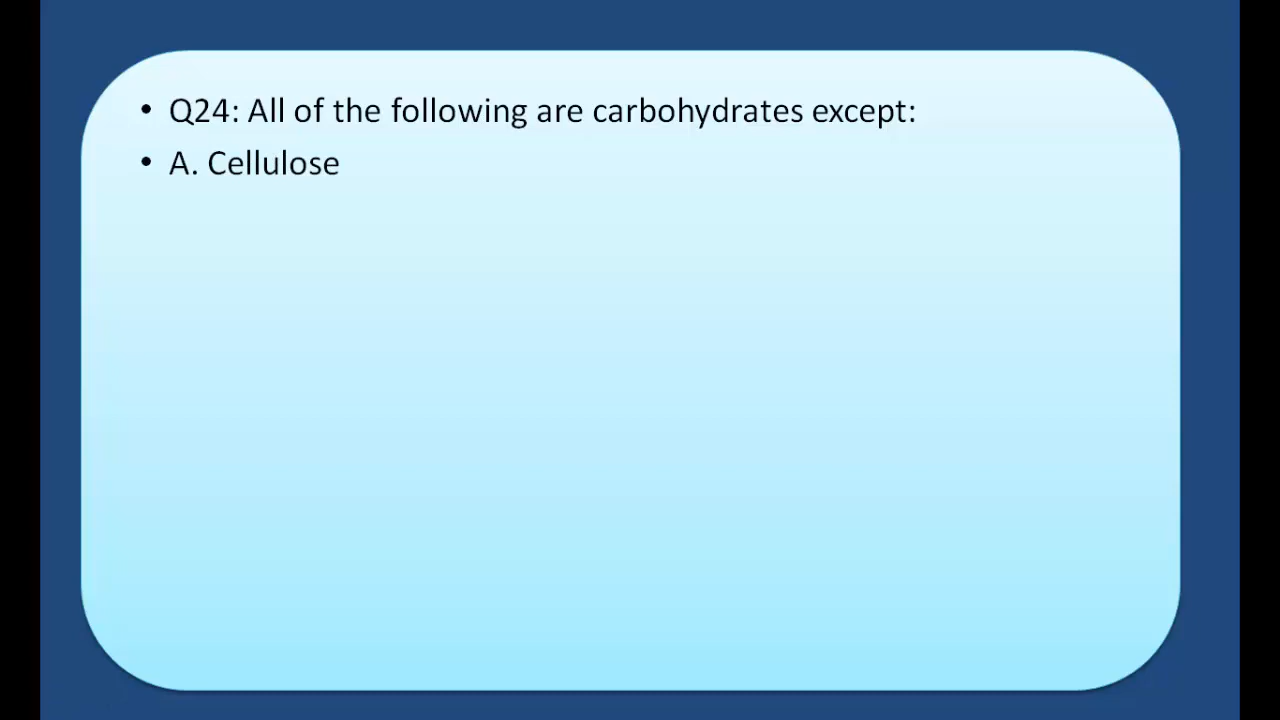 • Q24: All of the following are carbohydrates except:
• A. Cellulose